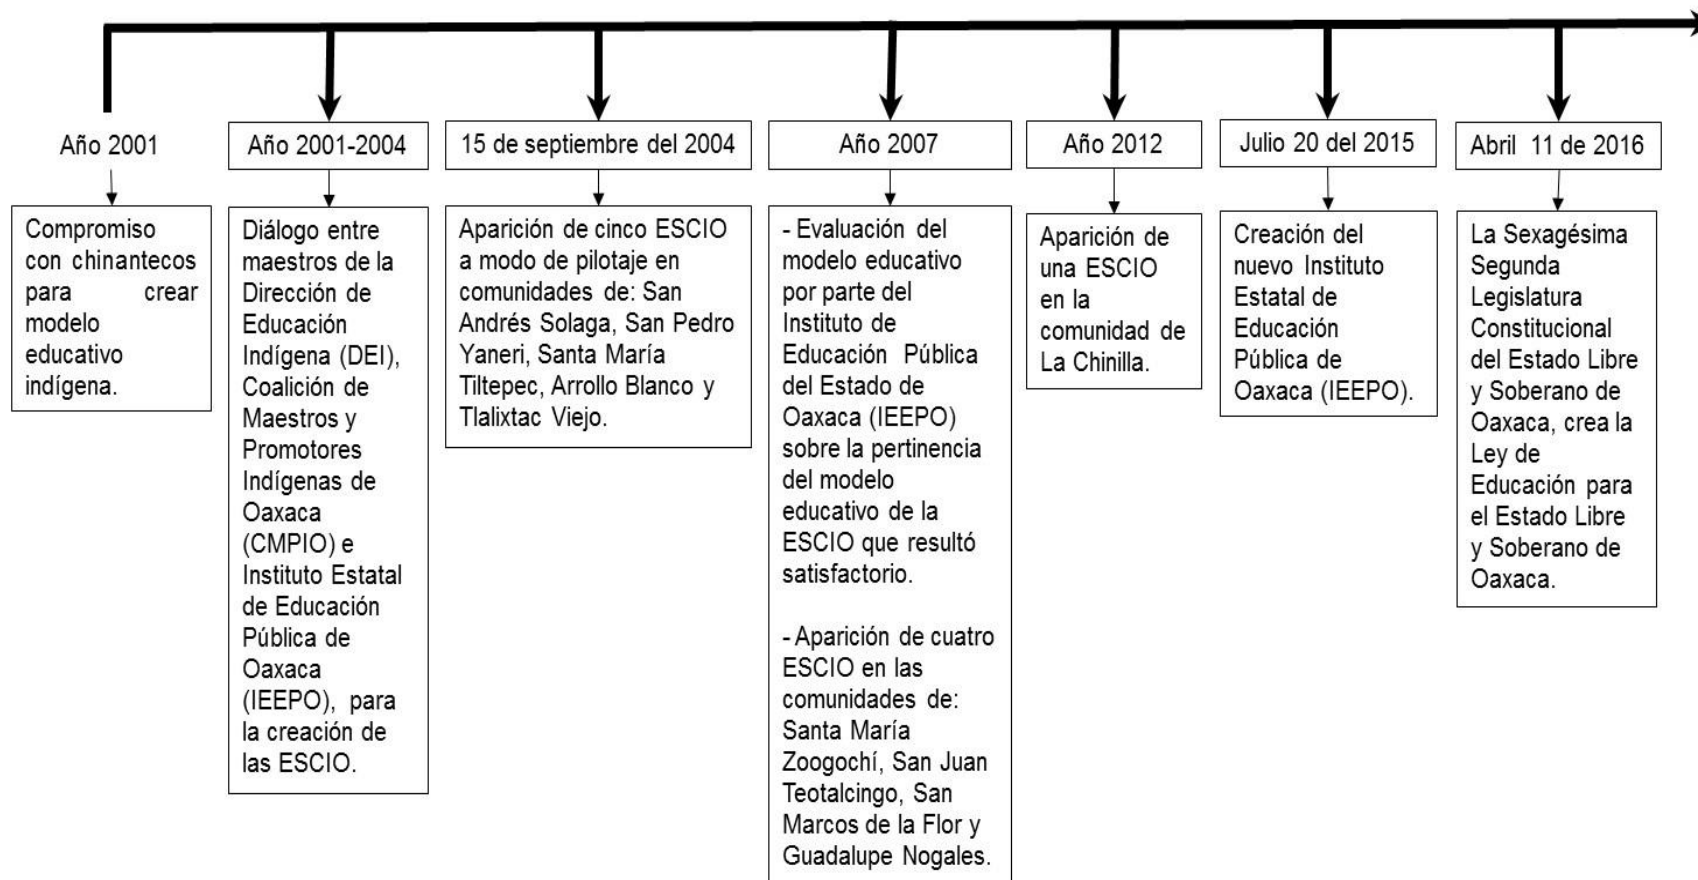 Año 2001
Compromiso
con chinantecos
para crear
modelo
educativo
indígena.
Año 2001-2004
Diálogo entre
maestros de la
Dirección de
Educación
Indígena (DEI),
Coalición de
Maestros y
Promotores
Indígenas de
Oaxaca
(CMPIO) e
Instituto Estatal
de Educación
Pública de
Oaxaca
(IEEPO), para
la creación de
las ESCIO.
15 de septiembre del 2004
Aparición de cinco ESCIO
a modo de pilotaje en
comunidades de: San
Andrés Solaga, San Pedro
Yaneri, Santa María
Tiltepec, Arrollo Blanco y
Tlalixtac Viejo.
Año 2007
- Evaluación del
modelo educativo
por parte del
Instituto de
Educación Pública
del Estado de
Oaxaca (IEEPO)
sobre la pertinencia
del modelo
educativo de la
ESCIO que resultó
satisfactorio.
- Aparición de cuatro
ESCIO en las
comunidades de:
Santa María
Zoogochí, San Juan
Teotalcingo, San
Marcos de la Flor y
Guadalupe Nogales.
Año 2012
Aparición de
una ESCIO
en la
comunidad de
La Chinilla.
Julio 20 del 2015
Creación del
nuevo Instituto
Estatal de
Educación
Pública de
Oaxaca (IEEPO).
Abril 11 de 2016
La Sexagésima
Segunda
Legislatura
Constitucional
del Estado Libre
y Soberano de
Oaxaca, crea la
Ley de
Educación para
el Estado Libre
y Soberano de
Oaxaca.